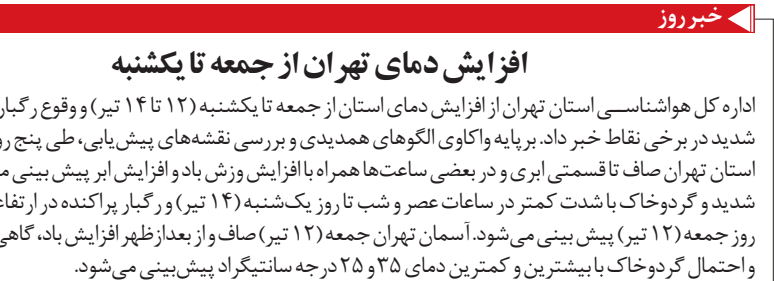 خبر روز
افزایش دمای تهران از جمعه تا یکشنبه
اداره کل هواشناســی استان تهران از افزایش دمای استان از جمعه تا یکشنبه (۱۲ تا ۱۴ تیر) و وقوع رگبار
شدید در برخی نقاط خبر داد. بر پایه واکاوی الگوهای همدیدی و بررسی نقشه‌های پیش‌یابی، طی پنج
استان تهران صاف تا قسمتی ابری و در بعضی ساعت‌ها همراه با افزایش وزش باد و افزایش ابر پیش بینی
شدید و گردوخاک با شدت کمتر در ساعات عصر و شب تا روز یک‌شنبه (۱۴ تیر) و رگبار پراکنده در
روز جمعه (۱۲ تیر) پیش بینی می‌شود. آسمان تهران جمعه (۱۲ تیر) صاف و از بعدازظهر افزایش باد، گاهی
و احتمال گردوخاک با بیشترین و کمترین دمای ۳۵ و ۲۵ درجه سانتیگراد پیش‌بینی می‌شود.